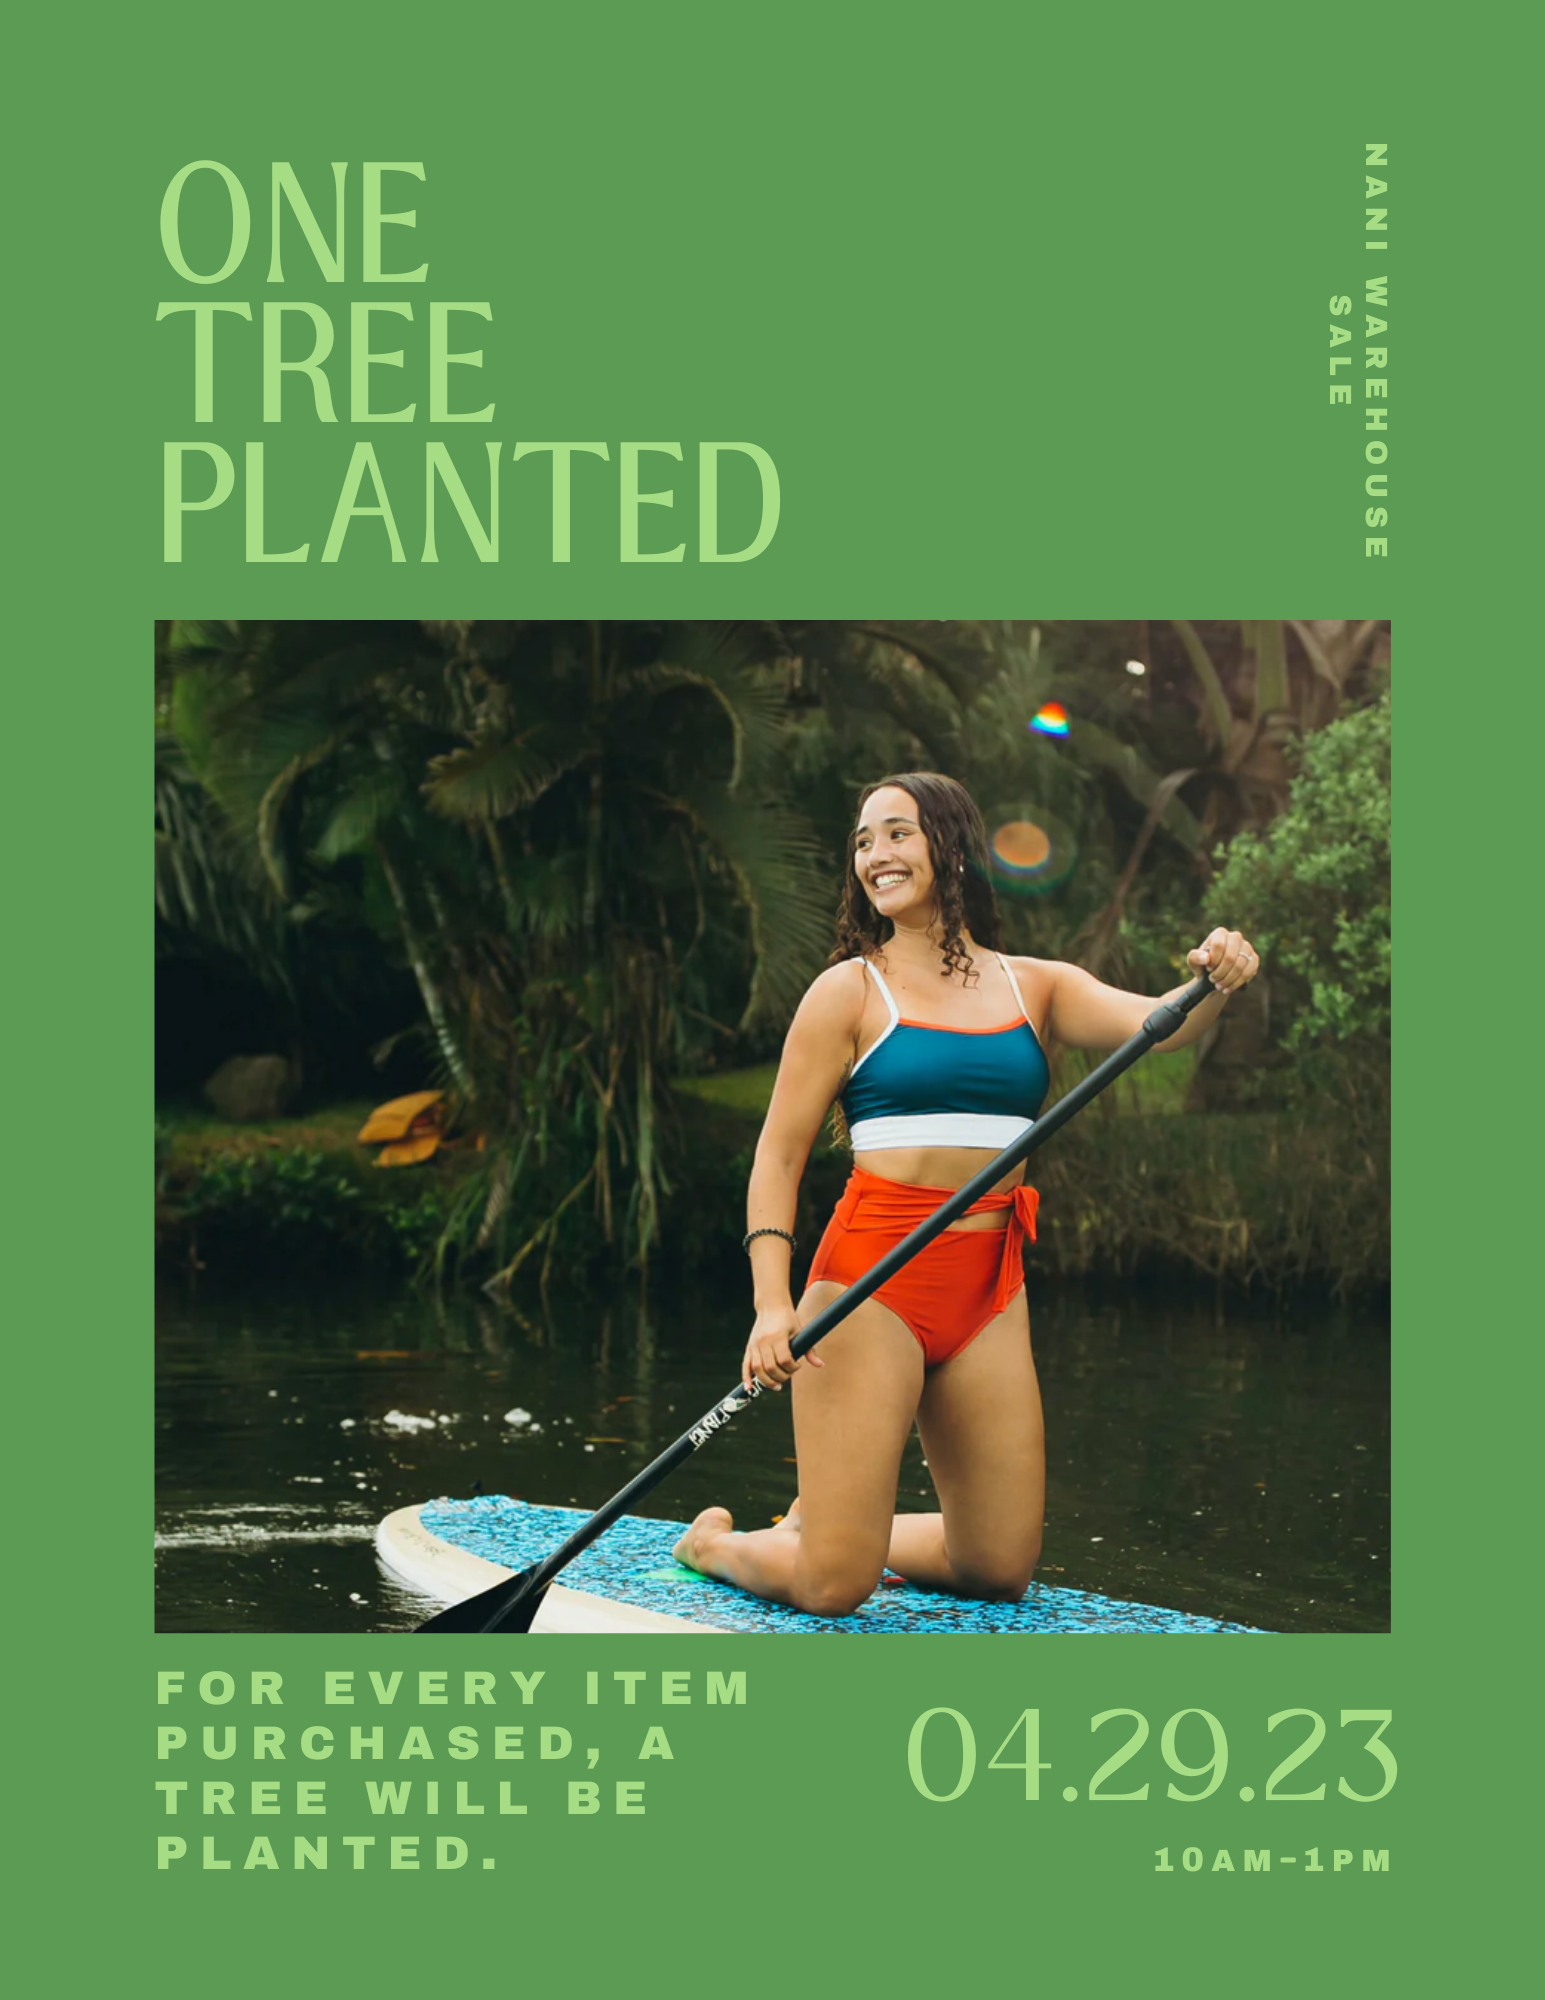 ONE
TREE
PLANTED
NANI WAREHOUSE
SALE
FOR EVERY ITEM
PURCHASED, A
TREE WILL BE
PLANTED.
04.29.23
10AM-1PM